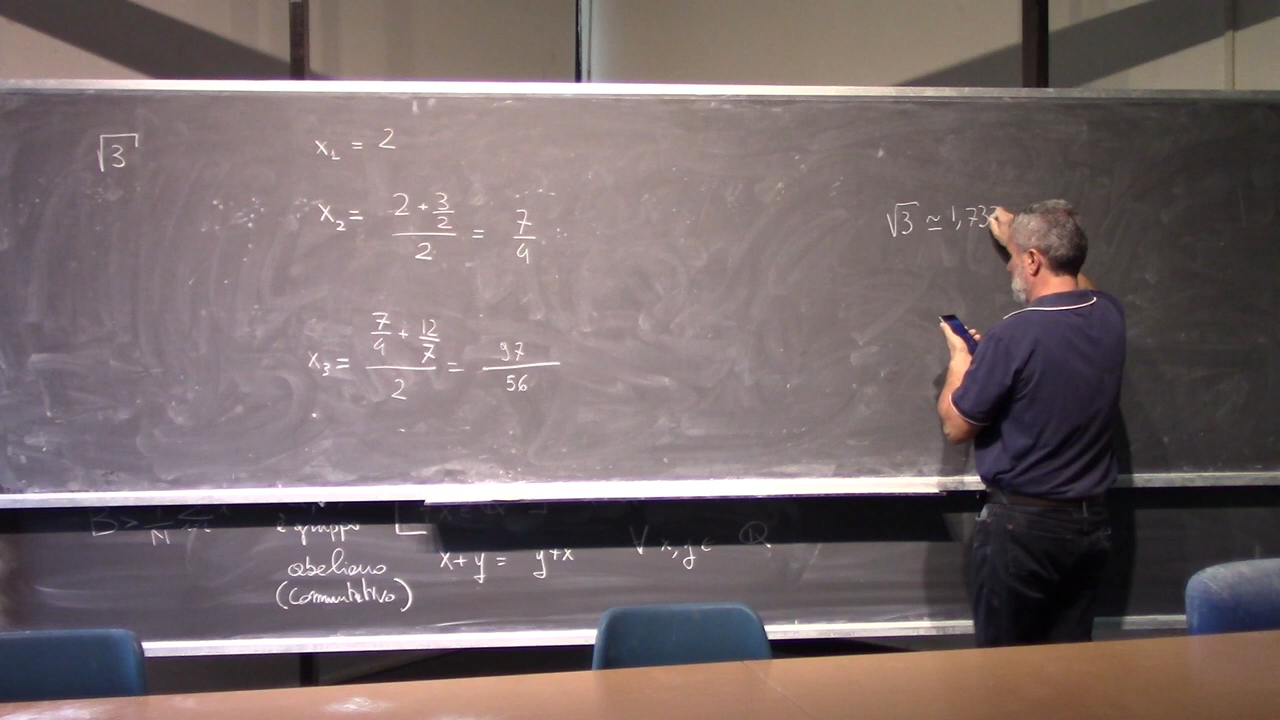 √3
x₁ = 2
x₂ = (2 + 3/2)/2 = 7/4
x₃ = (7/4 + 12/7)/2 = 97/56
√3 ≃ 1,73
è gruppo
abeliano
(commutativo)
x+y = y+x ∀ x,y ∈ Q